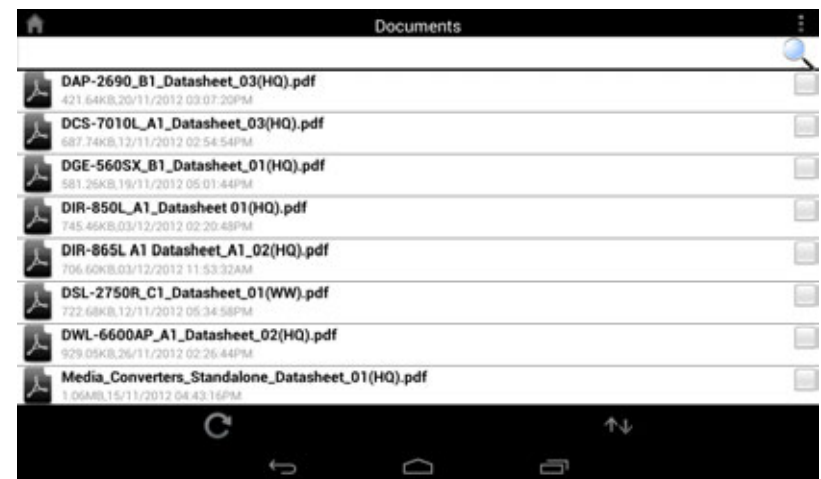 Documents
DAP-2690_B1_Datasheet_03(HQ).pdf
421.64KB,20/11/2012 03:07:20PM
DCS-7010L_A1_Datasheet_03(HQ).pdf
687.74KB,12/11/2012 02:54:54PM
DGE-560SX_B1_Datasheet_01(HQ).pdf
581.26KB,19/11/2012 05:01:44PM
DIR-850L_A1_Datasheet 01(HQ).pdf
745.46KB,03/12/2012 02:20:48PM
DIR-865L A1 Datasheet_A1_02(HQ).pdf
706.60KB,03/12/2012 11:53:32AM
DSL-2750R_C1_Datasheet_01(WW).pdf
722.68KB,12/11/2012 05:34:58PM
DWL-6600AP_A1_Datasheet_02(HQ).pdf
929.05KB,26/11/2012 02:26:44PM
Media_Converters_Standalone_Datasheet_01(HQ).pdf
1.06MB,15/11/2012 04:43:16PM